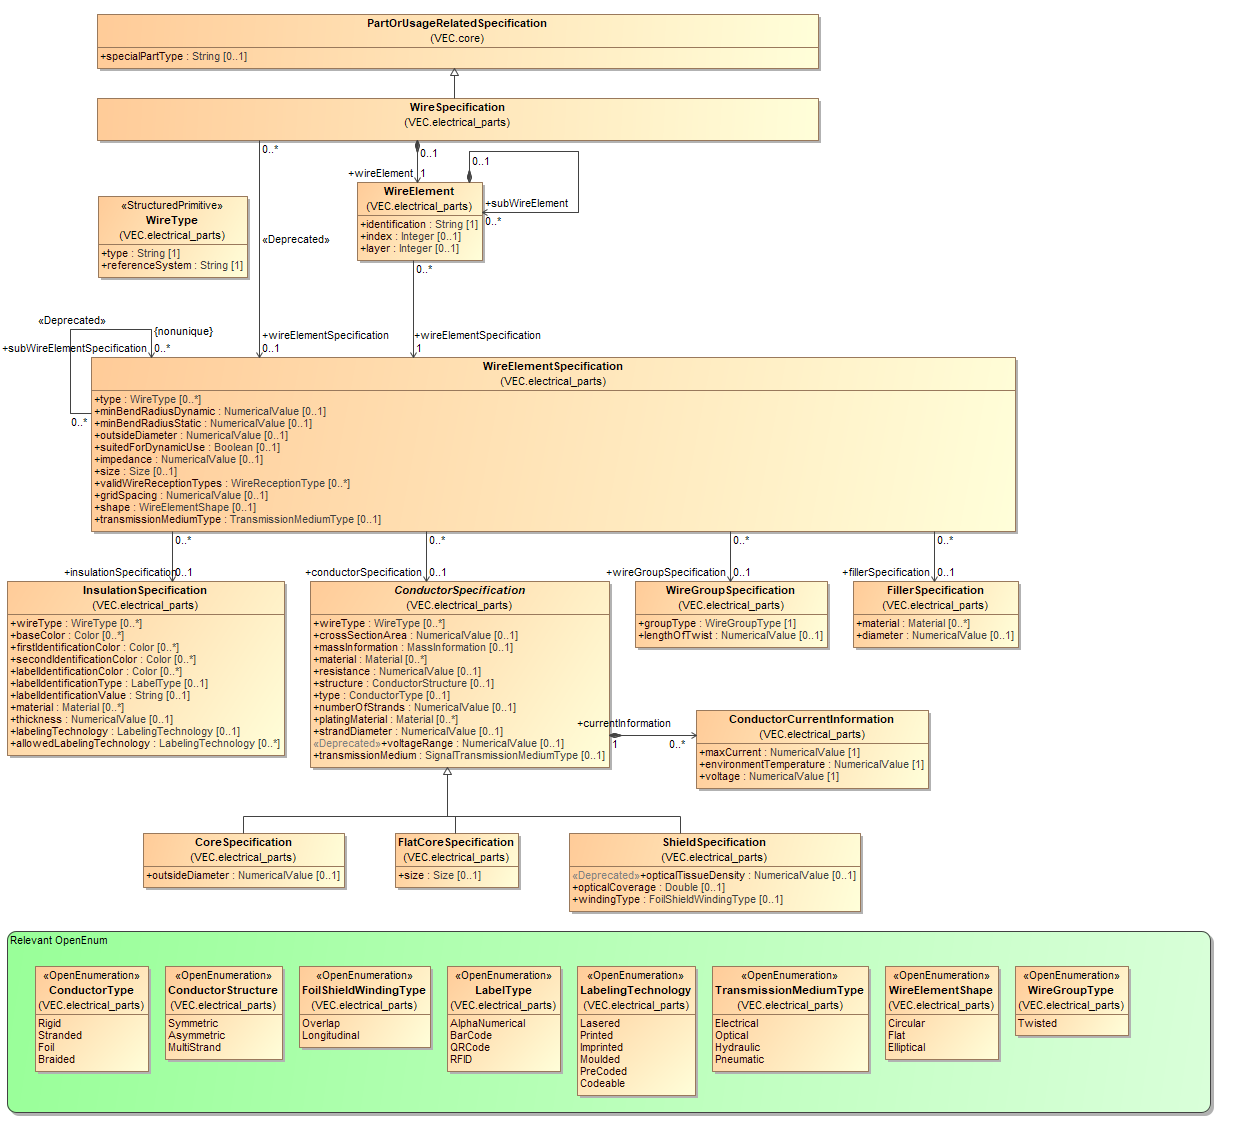 PartOrUsageRelatedSpecification
(VEC.core)
+specialPartType : String [0..1]
WireSpecification
(VEC.electrical_parts)
0..*
0..1
+wireElement
1
0..1
+subWireElement
0..*
WireElement
(VEC.electrical_parts)
+identification : String [1]
+index : Integer [0..1]
+layer : Integer [0..1]
0..*
«StructuredPrimitive»
WireType
(VEC.electrical_parts)
+type : String [1]
+referenceSystem : String [1]
«Deprecated»
+wireElementSpecification
0..1
+wireElementSpecification
1
«Deprecated»
{nonunique}
+subWireElementSpecification
0..*
0..*
WireElementSpecification
(VEC.electrical_parts)
+type : WireType [0..*]
+minBendRadiusDynamic : NumericalValue [0..1]
+minBendRadiusStatic : NumericalValue [0..1]
+outsideDiameter : NumericalValue [0..1]
+suitedForDynamicUse : Boolean [0..1]
+impedance : NumericalValue [0..1]
+size : Size [0..1]
+validWireReceptionTypes : WireReceptionType [0..*]
+gridSpacing : NumericalValue [0..1]
+shape : WireElementShape [0..1]
+transmissionMediumType : TransmissionMediumType [0..1]
0..*
0..*
0..*
0..*
+insulationSpecification
0..1
+conductorSpecification
0..1
+wireGroupSpecification
0..1
+fillerSpecification
0..1
InsulationSpecification
(VEC.electrical_parts)
+wireType : WireType [0..*]
+baseColor : Color [0..*]
+firstIdentificationColor : Color [0..*]
+secondIdentificationColor : Color [0..*]
+labelIdentificationColor : Color [0..*]
+labelIdentificationType : LabelType [0..1]
+labelIdentificationValue : String [0..1]
+material : Material [0..*]
+thickness : NumericalValue [0..1]
+labelingTechnology : LabelingTechnology [0..1]
+allowedLabelingTechnology : LabelingTechnology [0..*]
ConductorSpecification
(VEC.electrical_parts)
+wireType : WireType [0..*]
+crossSectionArea : NumericalValue [0..1]
+massInformation : MassInformation [0..1]
+material : Material [0..*]
+resistance : NumericalValue [0..1]
+structure : ConductorStructure [0..1]
+type : ConductorType [0..1]
+numberOfStrands : NumericalValue [0..1]
+platingMaterial : Material [0..*]
+strandDiameter : NumericalValue [0..1]
«Deprecated»+voltageRange : NumericalValue [0..1]
+transmissionMedium : SignalTransmissionMediumType [0..1]
WireGroupSpecification
(VEC.electrical_parts)
+groupType : WireGroupType [1]
+lengthOfTwist : NumericalValue [0..1]
FillerSpecification
(VEC.electrical_parts)
+material : Material [0..*]
+diameter : NumericalValue [0..1]
+currentInformation
1
0..*
ConductorCurrentInformation
(VEC.electrical_parts)
+maxCurrent : NumericalValue [1]
+environmentTemperature : NumericalValue [1]
+voltage : NumericalValue [1]
CoreSpecification
(VEC.electrical_parts)
+outsideDiameter : NumericalValue [0..1]
FlatCoreSpecification
(VEC.electrical_parts)
+size : Size [0..1]
ShieldSpecification
(VEC.electrical_parts)
«Deprecated»+opticalTissueDensity : NumericalValue [0..1]
+opticalCoverage : Double [0..1]
+windingType : FoilShieldWindingType [0..1]
Relevant OpenEnum
«OpenEnumeration»
ConductorType
(VEC.electrical_parts)
Rigid
Stranded
Foil
Braided
«OpenEnumeration»
ConductorStructure
(VEC.electrical_parts)
Symmetric
Asymmetric
MultiStrand
«OpenEnumeration»
FoilShieldWindingType
(VEC.electrical_parts)
Overlap
Longitudinal
«OpenEnumeration»
LabelType
(VEC.electrical_parts)
AlphaNumerical
BarCode
QRCode
RFID
«OpenEnumeration»
LabelingTechnology
(VEC.electrical_parts)
Lasered
Printed
Imprinted
Moulded
PreCoded
Codeable
«OpenEnumeration»
TransmissionMediumType
(VEC.electrical_parts)
Electrical
Optical
Hydraulic
Pneumatic
«OpenEnumeration»
WireElementShape
(VEC.electrical_parts)
Circular
Flat
Elliptical
«OpenEnumeration»
WireGroupType
(VEC.electrical_parts)
Twisted